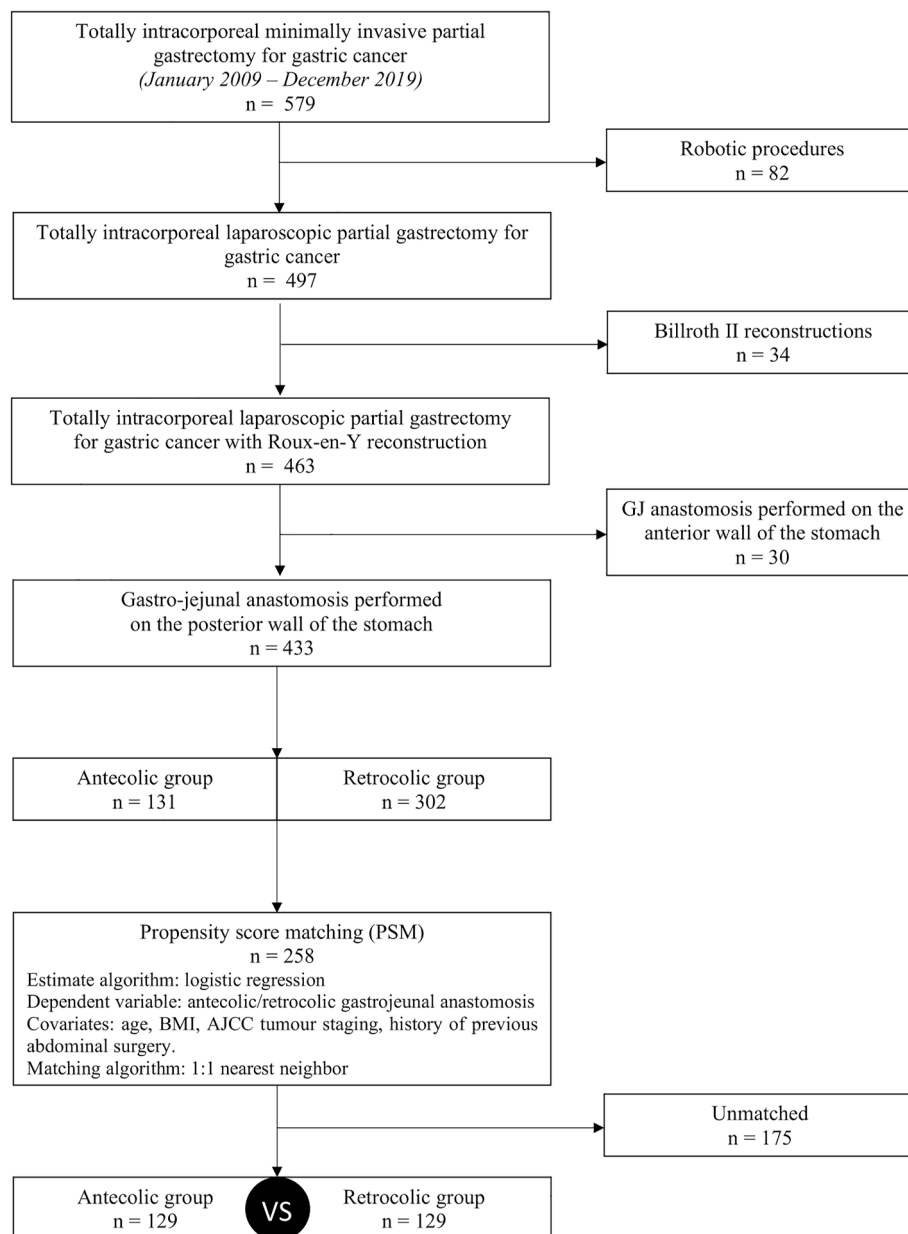 Totally intracorporeal minimally invasive partial
gastrectomy for gastric cancer
(January 2009 – December 2019)
n = 579
Robotic procedures
n = 82
Totally intracorporeal laparoscopic partial gastrectomy for
gastric cancer
n = 497
Billroth II reconstructions
n = 34
Totally intracorporeal laparoscopic partial gastrectomy
for gastric cancer with Roux-en-Y reconstruction
n = 463
GJ anastomosis performed on the
anterior wall of the stomach
n = 30
Gastro-jejunal anastomosis performed
on the posterior wall of the stomach
n = 433
Antecolic group
n = 131
Retrocolic group
n = 302
Propensity score matching (PSM)
n = 258
Estimate algorithm: logistic regression
Dependent variable: antecolic/retrocolic gastrojeunal anastomosis
Covariates: age, BMI, AJCC tumour staging, history of previous
abdominal surgery.
Matching algorithm: 1:1 nearest neighbor
Unmatched
n = 175
Antecolic group
n = 129
VS
Retrocolic group
n = 129